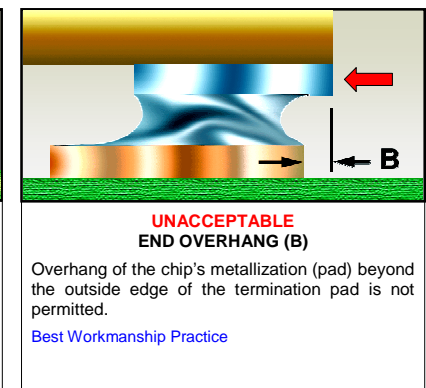 B
UNACCEPTABLE
END OVERHANG (B)
Overhang of the chip's metallization (pad) beyond
the outside edge of the termination pad is not
permitted.
Best Workmanship Practice